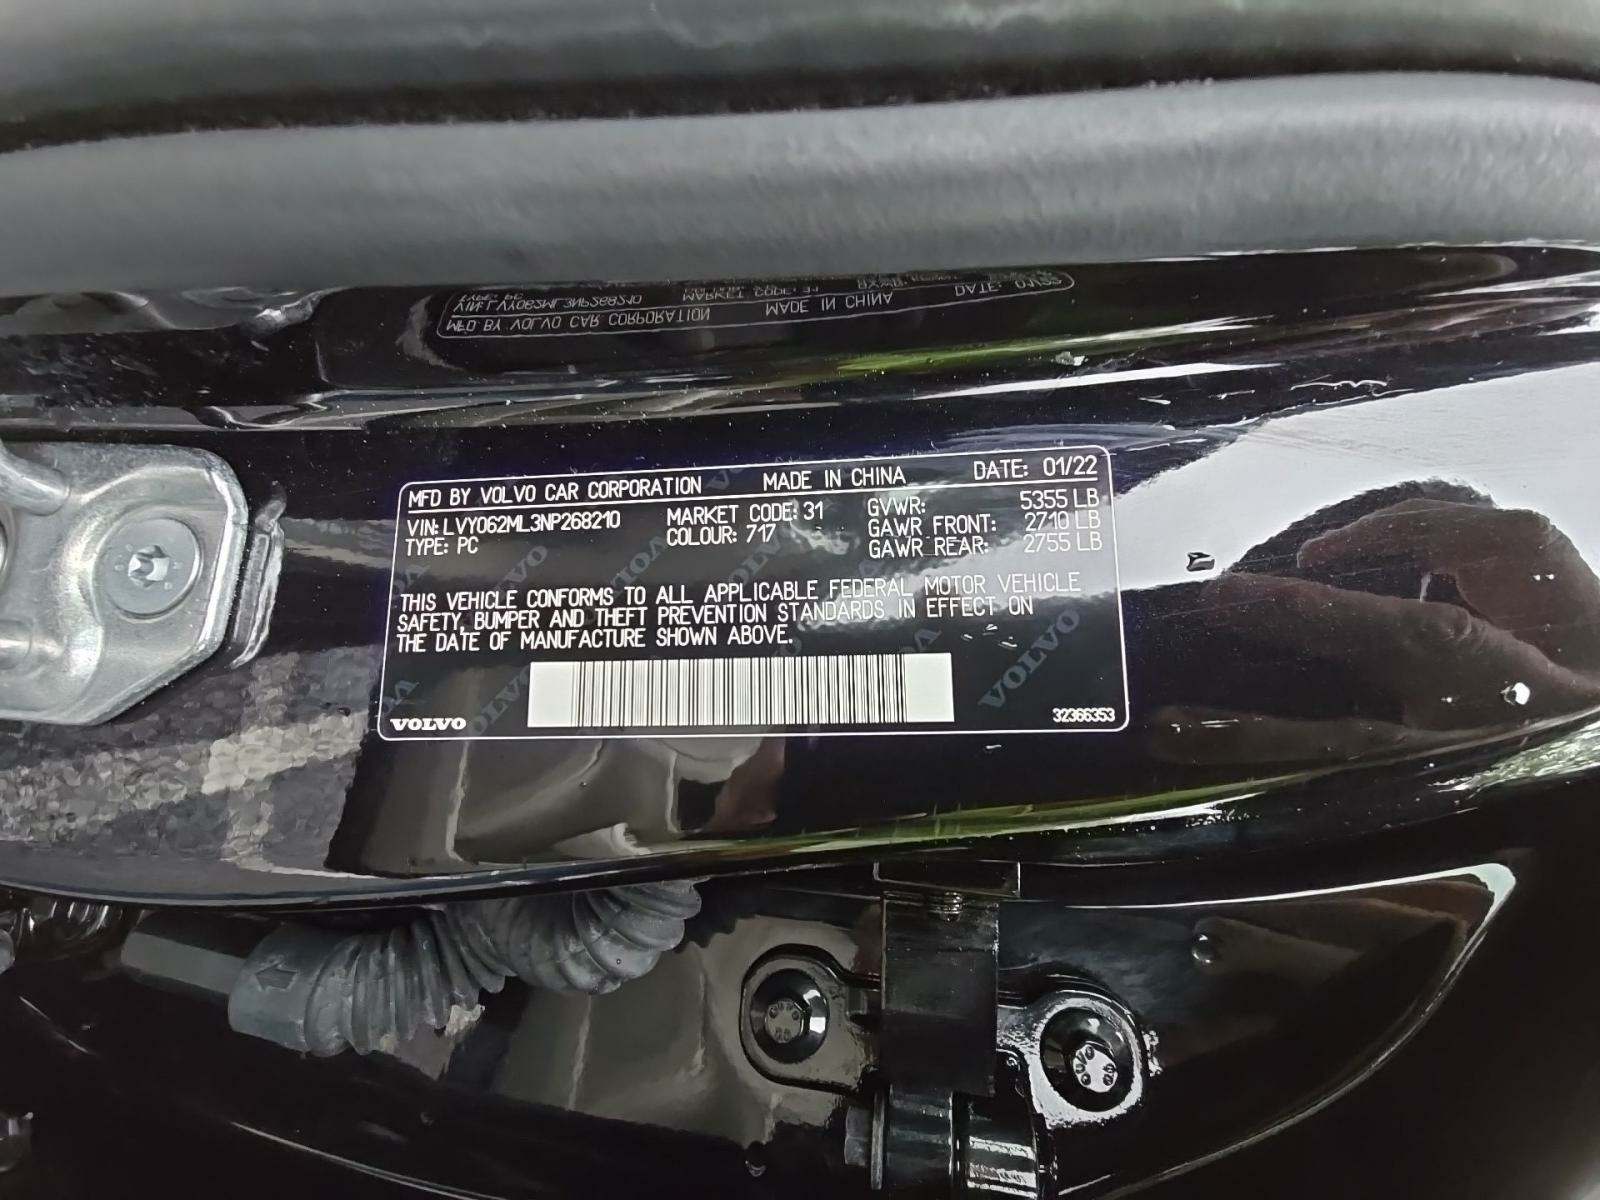 MFD BY VOLVO CAR CORPORATION MADE IN CHINA DATE: 01/22
VIN: LVY062ML3NP268210 MARKET CODE: 31 GVWR: 5355 LB
TYPE: PC COLOUR: 717 GAWR FRONT: 2710 LB
GAWR REAR: 2755 LB
THIS VEHICLE CONFORMS TO ALL APPLICABLE FEDERAL MOTOR VEHICLE
SAFETY, BUMPER AND THEFT PREVENTION STANDARDS IN EFFECT ON
THE DATE OF MANUFACTURE SHOWN ABOVE.
VOLVO
32366353